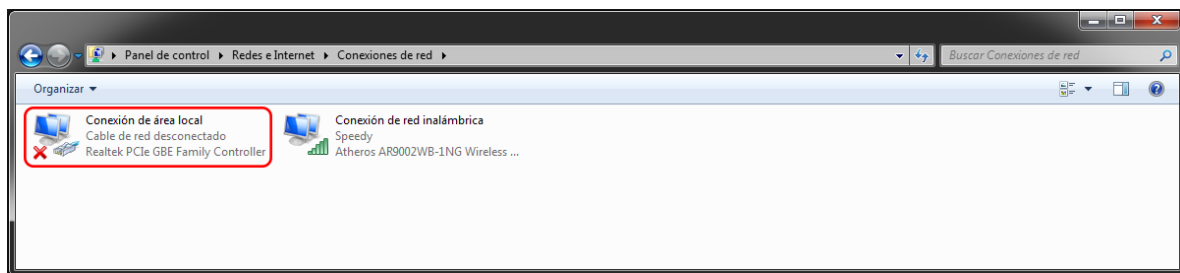 Panel de control ▸ Redes e Internet ▸ Conexiones de red ▸
Buscar Conexiones de red
Organizar
Conexión de área local
Cable de red desconectado
Realtek PCIe GBE Family Controller
Conexión de red inalámbrica
Speedy
Atheros AR9002WB-1NG Wireless ...